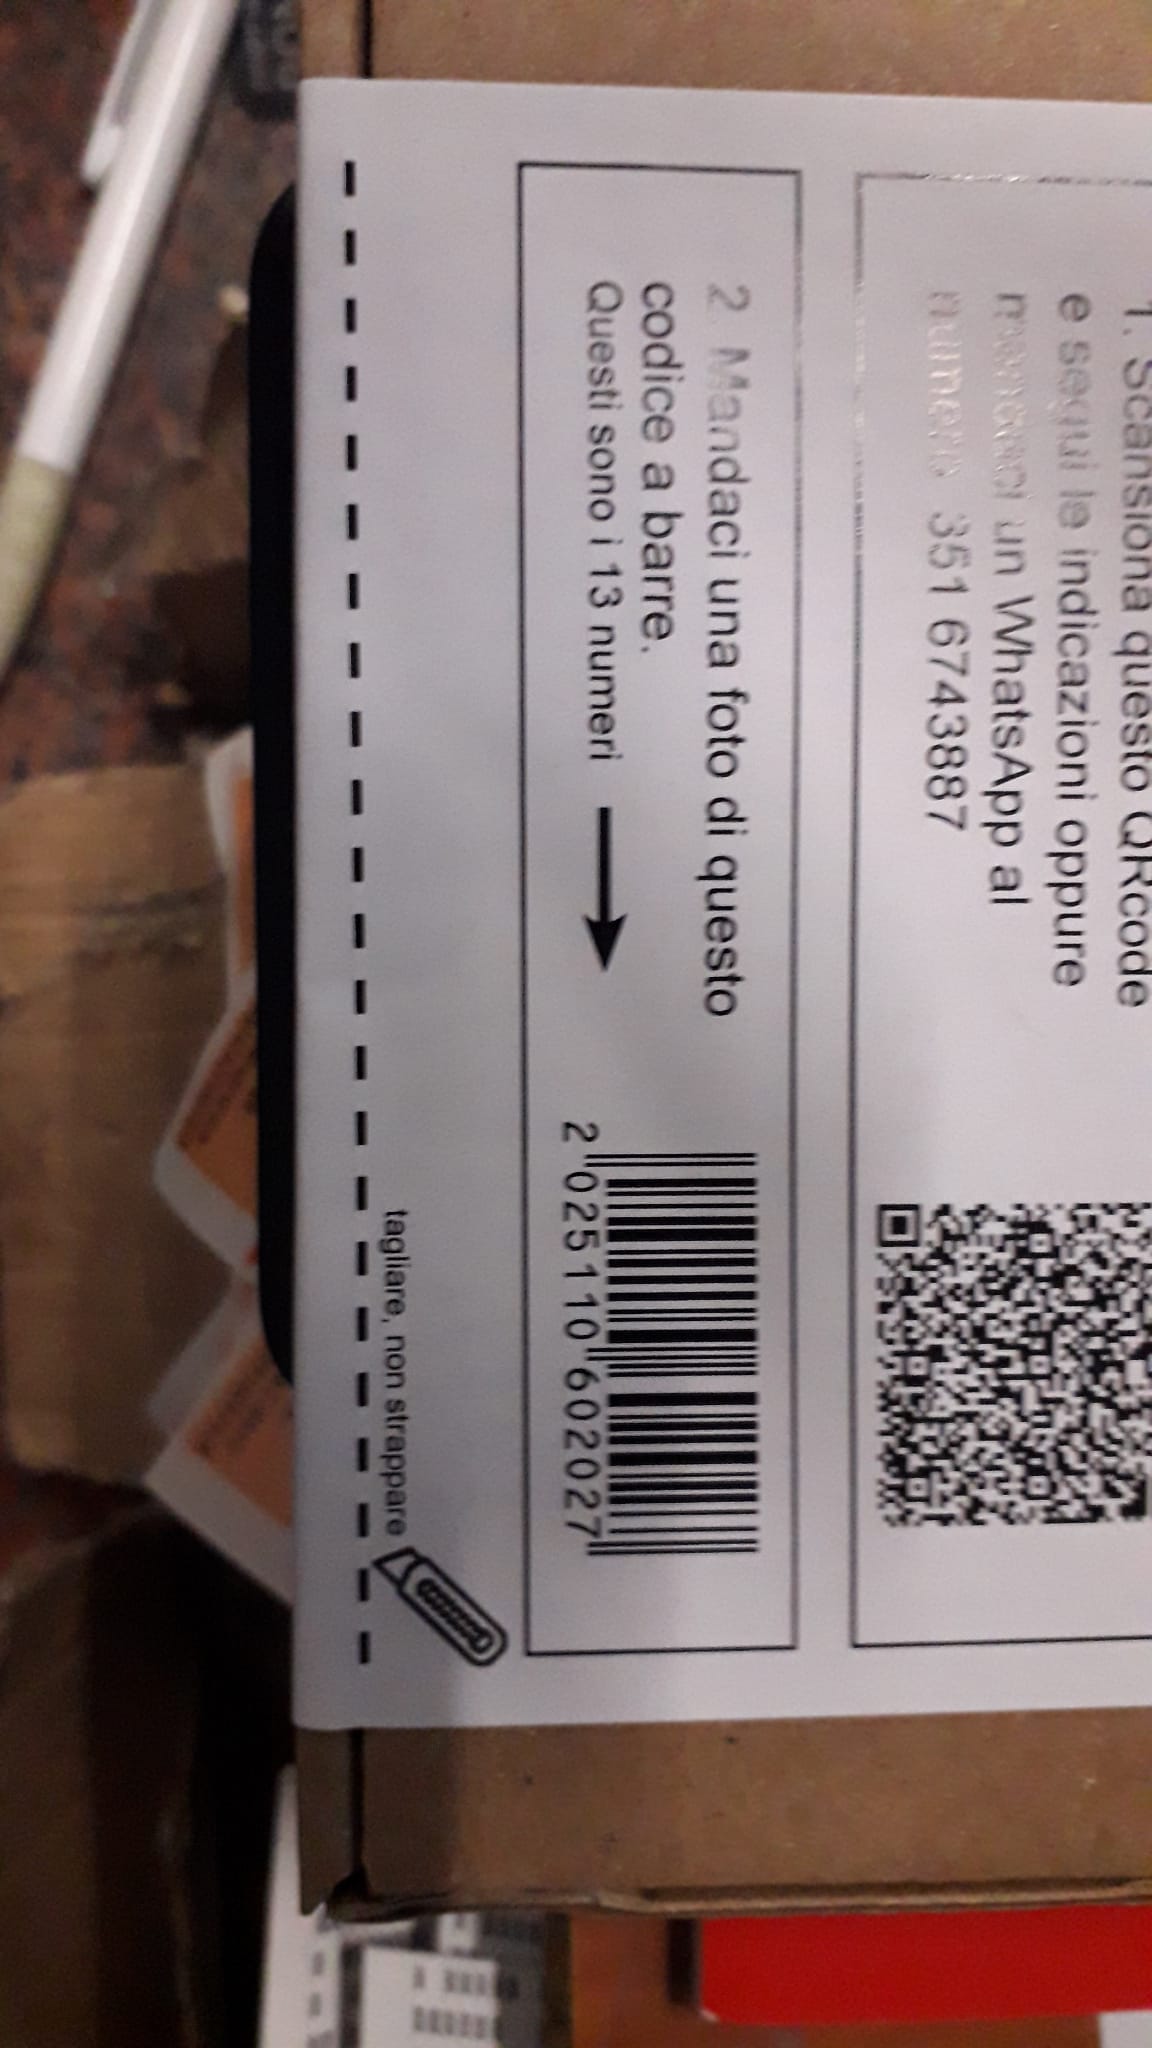 1. Scansiona questo QRcode
e segui le indicazioni oppure
mandaci un WhatsApp al
numero 351 6743887
2. Mandaci una foto di questo
codice a barre.
Questi sono i 13 numeri
2 025110 602027
tagliare, non strappare